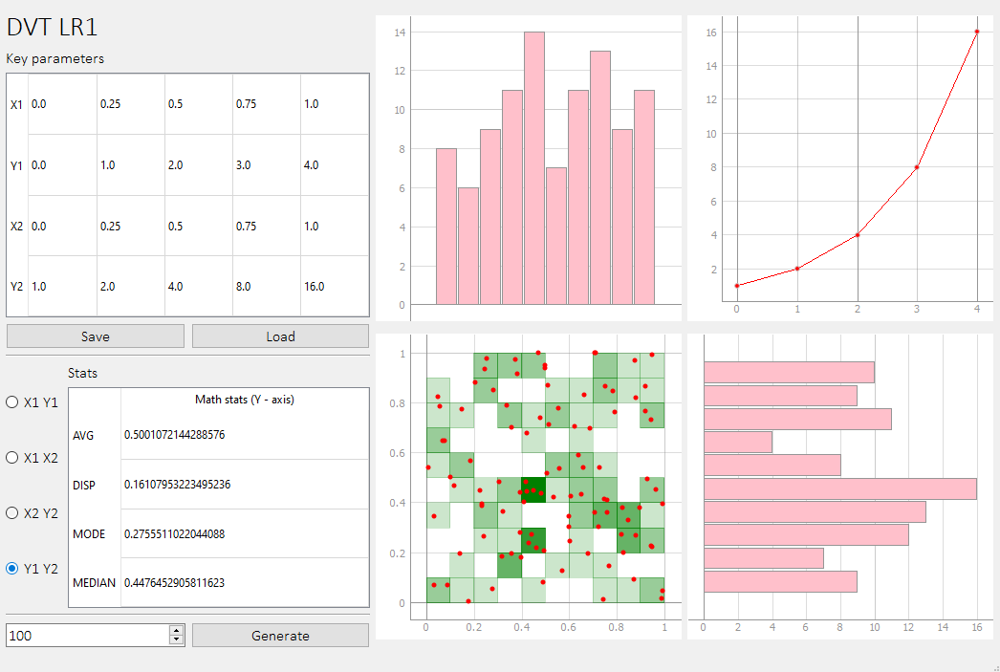 DVT LR1
Key parameters
X1 0.0 0.25 0.5 0.75 1.0
Y1 0.0 1.0 2.0 3.0 4.0
X2 0.0 0.25 0.5 0.75 1.0
Y2 1.0 2.0 4.0 8.0 16.0
Save Load
Stats
X1 Y1
X1 X2
X2 Y2
Y1 Y2
Math stats (Y - axis)
AVG 0.5001072144288576
DISP 0.16107953223495236
MODE 0.2755511022044088
MEDIAN 0.4476452905811623
100 Generate
14
12
10
8
6
4
2
0
16
14
12
10
8
6
4
2
0 1 2 3 4
1
0.8
0.6
0.4
0.2
0
0 0.2 0.4 0.6 0.8 1
0 2 4 6 8 10 12 14 16